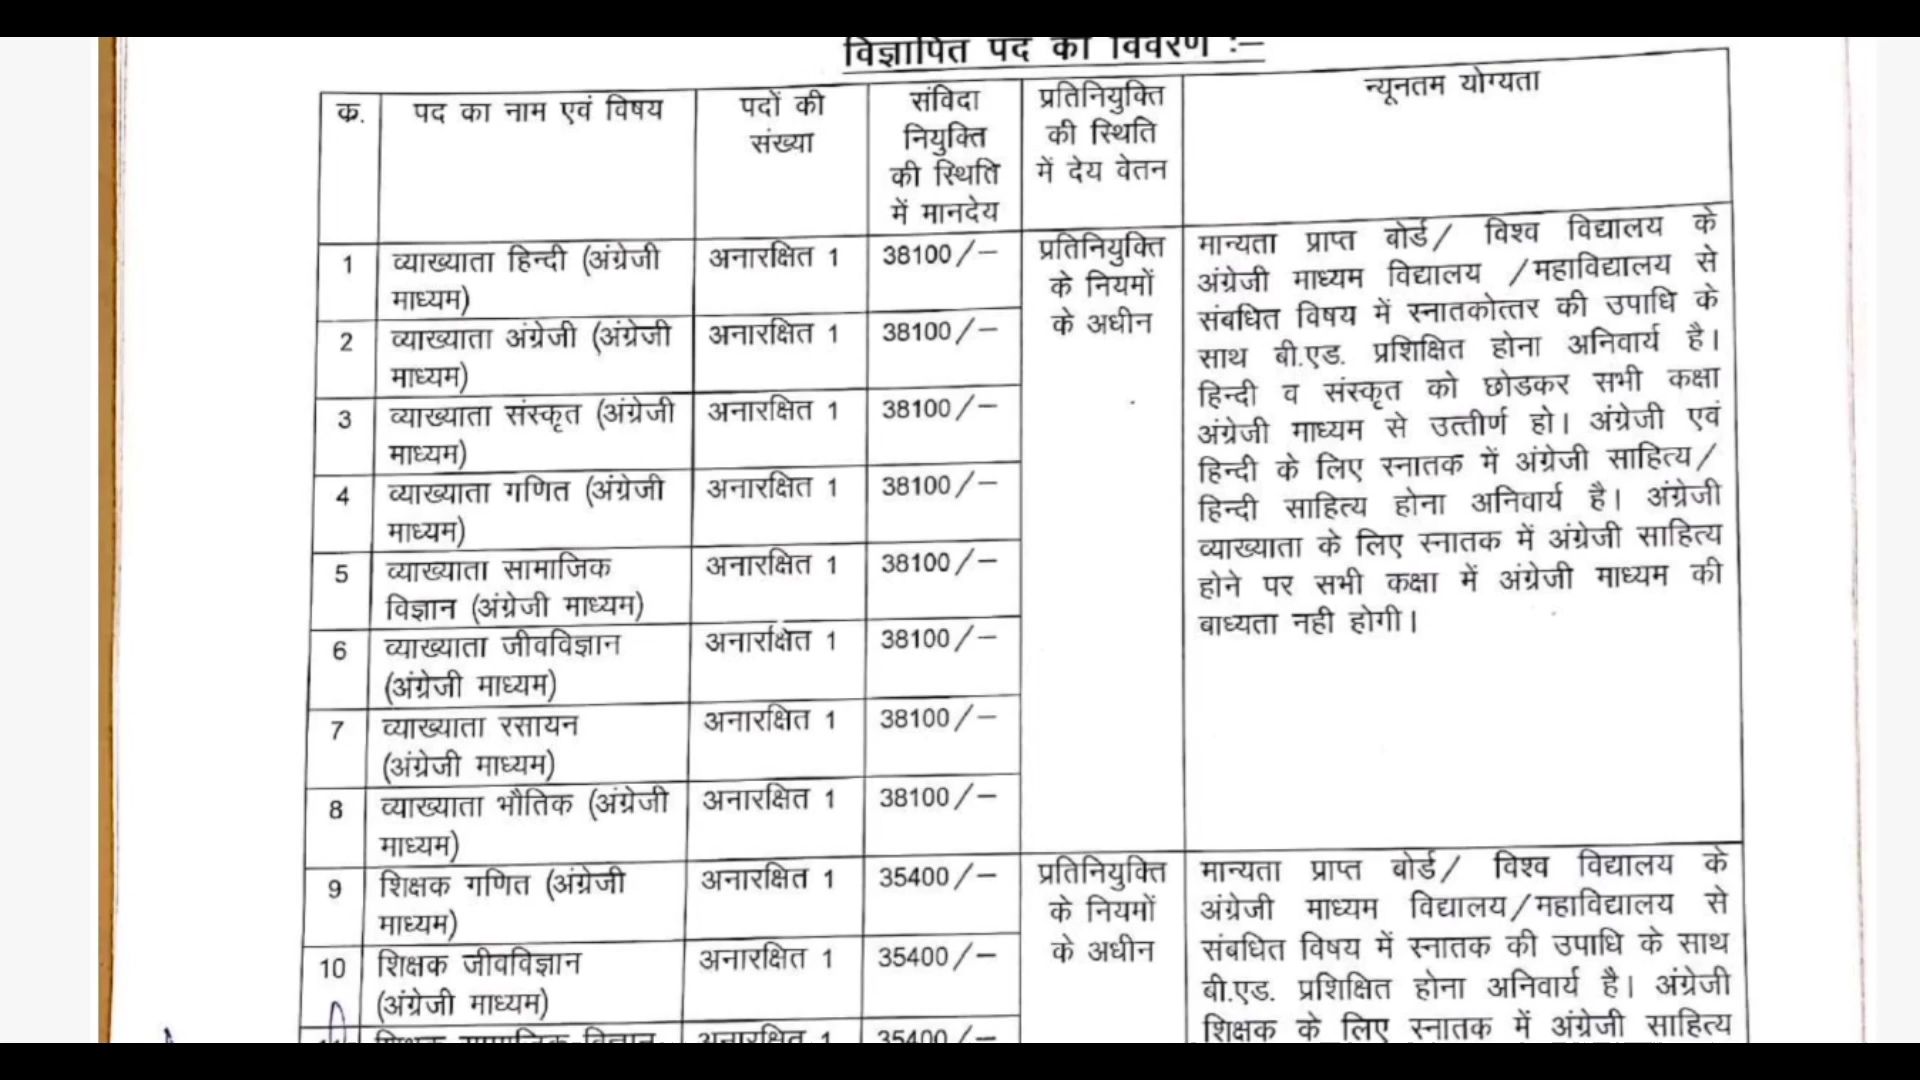 विज्ञापित पद का विवरण :–
क.
पद का नाम एवं विषय
पदों की
संख्या
संविदा
नियुक्ति
की स्थिति
में मानदेय
प्रतिनियुक्ति
की स्थिति
में देय वेतन
न्यूनतम योग्यता
1
व्याख्याता हिन्दी (अंग्रेजी
माध्यम)
अनारक्षित 1
38100/–
प्रतिनियुक्ति
के नियमों
के अधीन
मान्यता प्राप्त बोर्ड/ विश्व विद्यालय के
अंग्रेजी माध्यम विद्यालय /महाविद्यालय से
संबधित विषय में स्नातकोत्तर की उपाधि के
साथ बी.एड. प्रशिक्षित होना अनिवार्य है।
हिन्दी व संस्कृत को छोडकर सभी कक्षा
अंग्रेजी माध्यम से उत्तीर्ण हो। अंग्रेजी एवं
हिन्दी के लिए स्नातक में अंग्रेजी साहित्य/
हिन्दी साहित्य होना अनिवार्य है। अंग्रेजी
व्याख्याता के लिए स्नातक में अंग्रेजी साहित्य
होने पर सभी कक्षा में अंग्रेजी माध्यम की
बाध्यता नही होगी।
2
व्याख्याता अंग्रेजी (अंग्रेजी
माध्यम)
अनारक्षित 1
38100/–
3
व्याख्याता संस्कृत (अंग्रेजी
माध्यम)
अनारक्षित 1
38100/–
4
व्याख्याता गणित (अंग्रेजी
माध्यम)
अनारक्षित 1
38100/–
5
व्याख्याता सामाजिक
विज्ञान (अंग्रेजी माध्यम)
अनारक्षित 1
38100/–
6
व्याख्याता जीवविज्ञान
(अंग्रेजी माध्यम)
अनारक्षित 1
38100/–
7
व्याख्याता रसायन
(अंग्रेजी माध्यम)
अनारक्षित 1
38100/–
8
व्याख्याता भौतिक (अंग्रेजी
माध्यम)
अनारक्षित 1
38100/–
9
शिक्षक गणित (अंग्रेजी
माध्यम)
अनारक्षित 1
35400/–
प्रतिनियुक्ति
के नियमों
के अधीन
मान्यता प्राप्त बोर्ड/ विश्व विद्यालय के
अंग्रेजी माध्यम विद्यालय/महाविद्यालय से
संबधित विषय में स्नातक की उपाधि के साथ
बी.एड. प्रशिक्षित होना अनिवार्य है। अंग्रेजी
शिक्षक के लिए स्नातक में अंग्रेजी साहित्य
10
शिक्षक जीवविज्ञान
(अंग्रेजी माध्यम)
अनारक्षित 1
35400/–
शिक्षक सामाजिक विज्ञान
अनारक्षित 1
35400/–